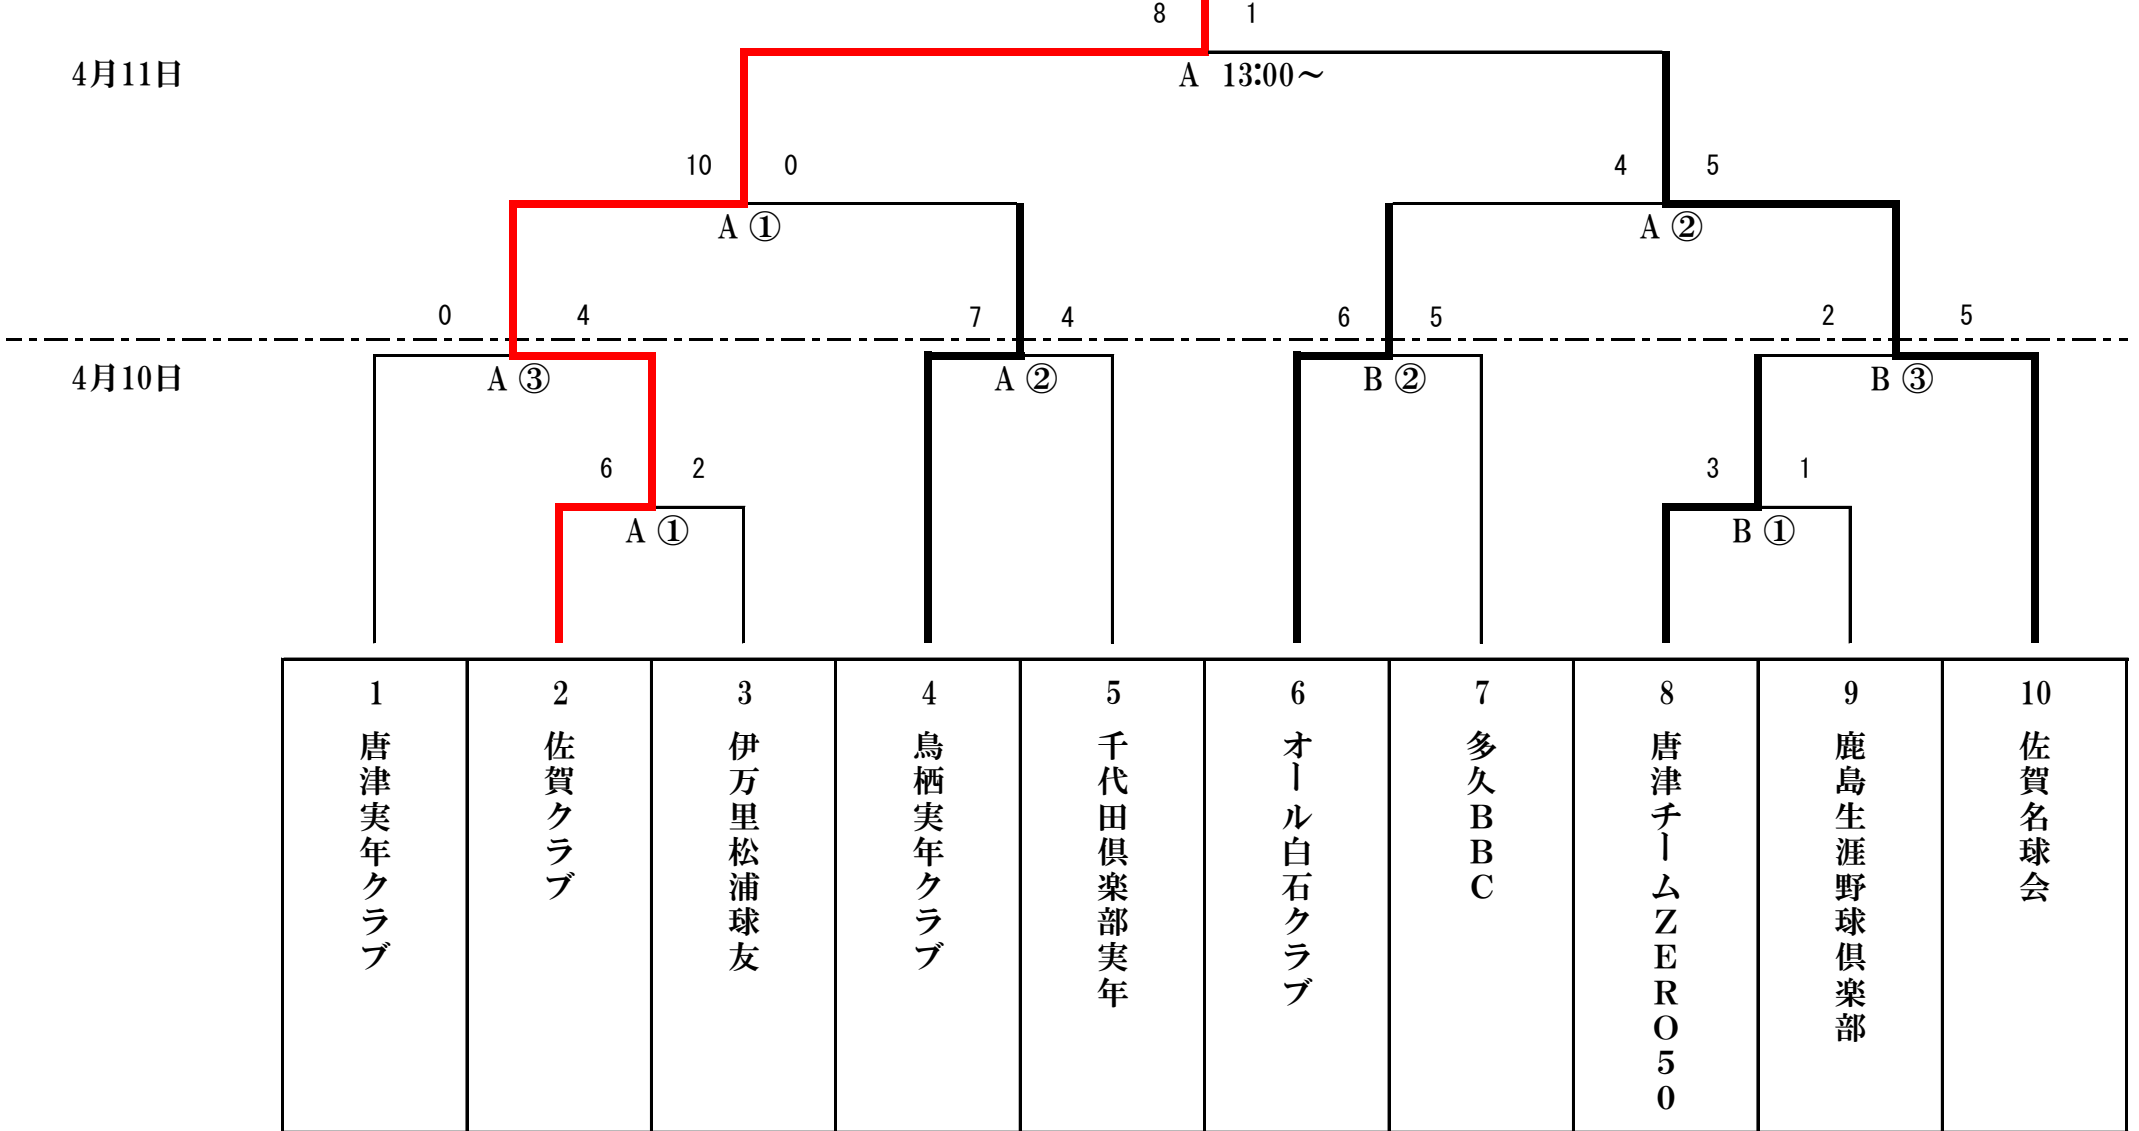 8 1
4月11日
A 13:00～
10 0 4 5
A ① A ②
0 4 7 4 6 5 2 5
4月10日
A ③ A ② B ② B ③
6 2 3 1
A ① B ①
1 2 3 4 5 6 7 8 9 10
唐津実年クラブ
佐賀クラブ
伊万里松浦球友
鳥栖実年クラブ
千代田倶楽部実年
オール白石クラブ
多久BBC
唐津チームZERO50
鹿島生涯野球倶楽部
佐賀名球会